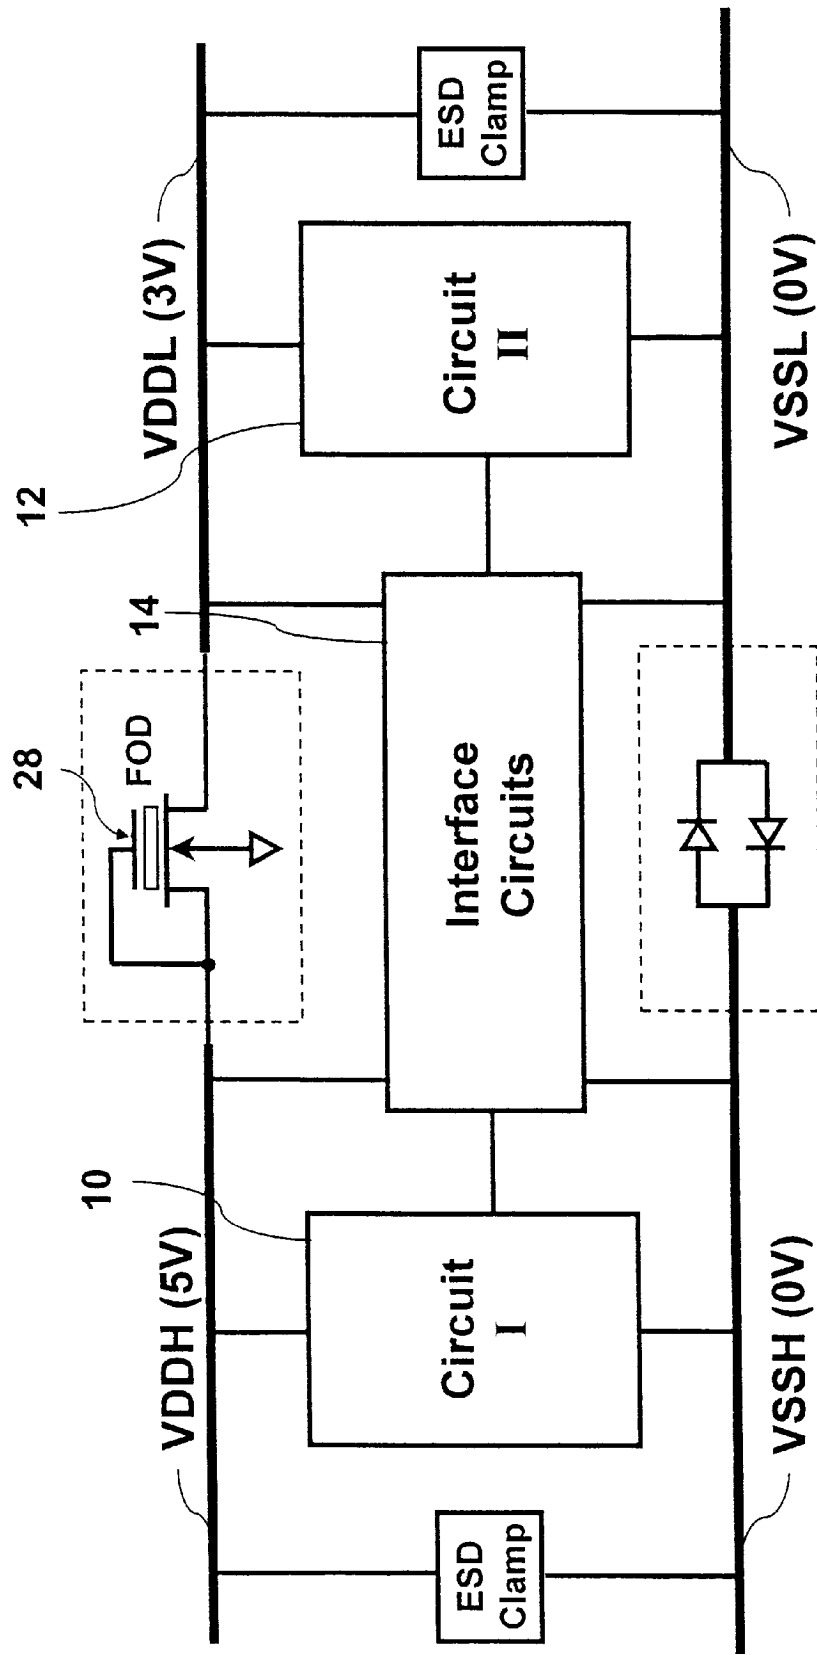 12
28
14
10
FOD
VDDH (5V)
VDDL (3V)
ESD
Clamp
Circuit
I
Interface
Circuits
Circuit
II
ESD
Clamp
VSSH (0V)
VSSL (0V)